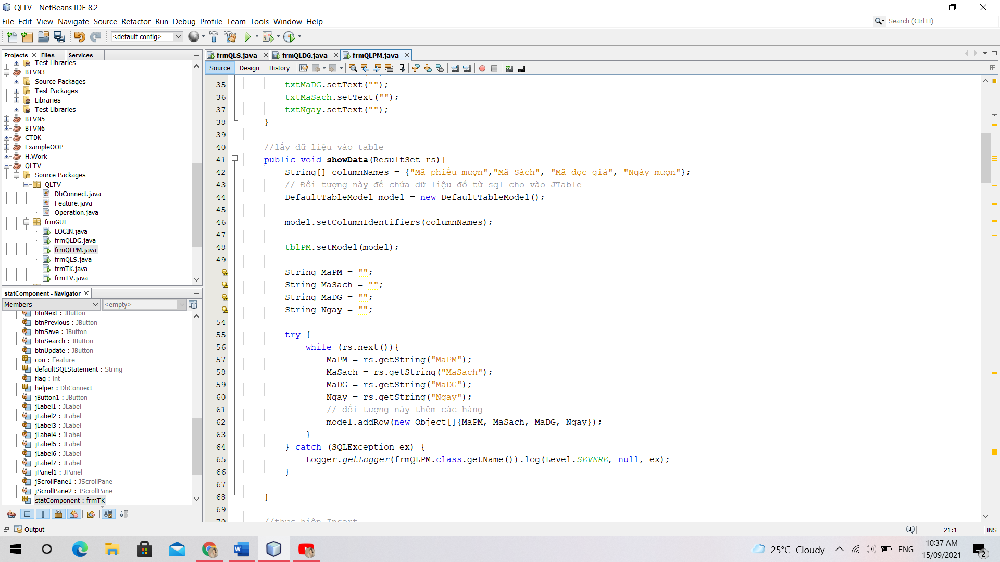 QLTV - NetBeans IDE 8.2
File Edit View Navigate Source Refactor Run Debug Profile Team Tools Window Help
Search (Ctrl+I)
<default config>
Projects Files Services
Test Libraries
BTVN3
Source Packages
Test Packages
Libraries
Test Libraries
BTVN5
BTVN6
CTDK
ExampleOOP
H.Work
QLTV
Source Packages
QLTV
DbConnect.java
Feature.java
Operation.java
frmGUI
LOGIN.java
frmQLDG.java
frmQLPM.java
frmQLS.java
frmTK.java
frmTV.java
statComponent - Navigator
Members <empty>
btnNext : JButton
btnPrevious : JButton
btnSave : JButton
btnSearch : JButton
btnUpdate : JButton
con : Feature
defaultSQLStatement : String
flag : int
helper : DbConnect
jButton1 : JButton
jLabel1 : JLabel
jLabel2 : JLabel
jLabel3 : JLabel
jLabel4 : JLabel
jLabel5 : JLabel
jLabel6 : JLabel
jLabel7 : JLabel
jPanel1 : JPanel
jScrollPane1 : JScrollPane
jScrollPane2 : JScrollPane
statComponent : frmTK
frmQLS.java frmQLDG.java frmQLPM.java
Source Design History
35 txtMaDG.setText("");
36 txtMaSach.setText("");
37 txtNgay.setText("");
38 }
39
40 //lấy dữ liệu vào table
41 public void showData(ResultSet rs){
42 String[] columnNames = {"Mã phiếu mượn","Mã Sách", "Mã đọc giả", "Ngày mượn"};
43 // Đối tượng này để chứa dữ liệu đổ từ sql cho vào JTable
44 DefaultTableModel model = new DefaultTableModel();
45
46 model.setColumnIdentifiers(columnNames);
47
48 tblPM.setModel(model);
49
String MaPM = "";
String MaSach = "";
String MaDG = "";
String Ngay = "";
54
55 try {
56 while (rs.next()){
57 MaPM = rs.getString("MaPM");
58 MaSach = rs.getString("MaSach");
59 MaDG = rs.getString("MaDG");
60 Ngay = rs.getString("Ngay");
61 // đối tượng này thêm các hàng
62 model.addRow(new Object[]{MaPM, MaSach, MaDG, Ngay});
63 }
64 } catch (SQLException ex) {
65 Logger.getLogger(frmQLPM.class.getName()).log(Level.SEVERE, null, ex);
66 }
67
68 }
69
70 //thực hiện Insert
Output
1 21:1 INS
25°C Cloudy ENG
10:37 AM
15/09/2021
2